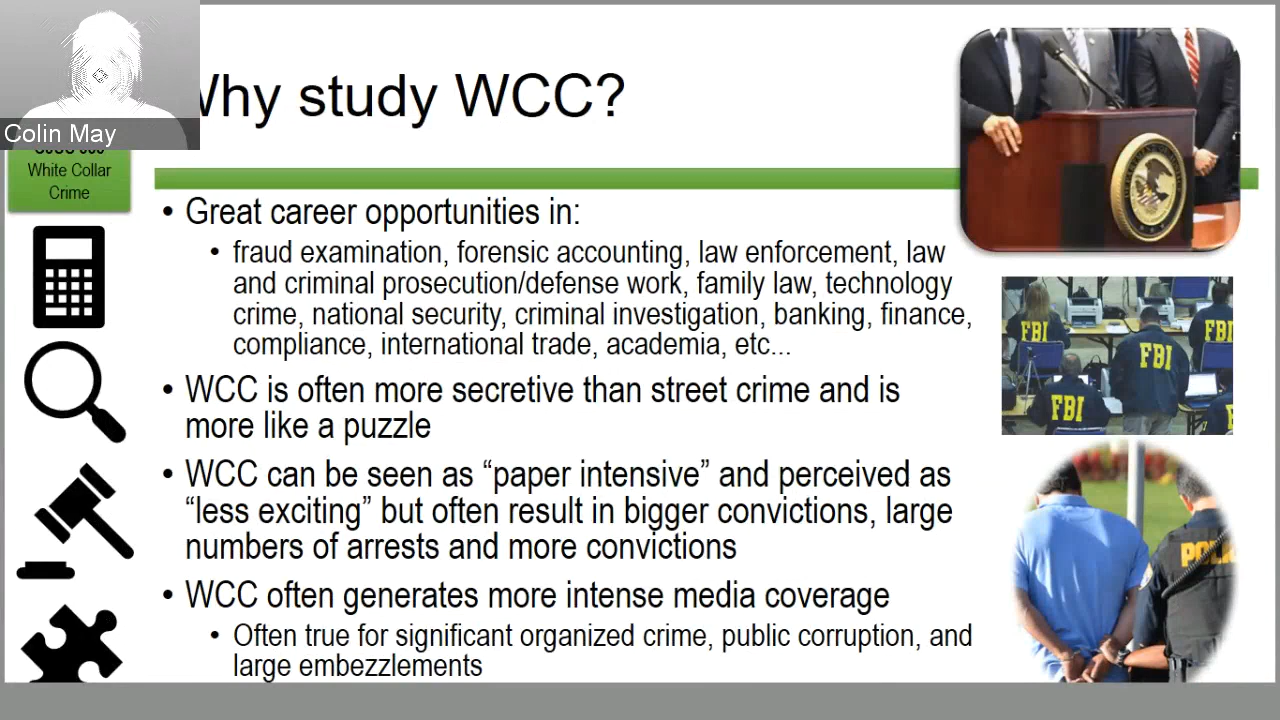 Colin May
Why study WCC?
White Collar
Crime
• Great career opportunities in:
• fraud examination, forensic accounting, law enforcement, law
and criminal prosecution/defense work, family law, technology
crime, national security, criminal investigation, banking, finance,
compliance, international trade, academia, etc...
• WCC is often more secretive than street crime and is
more like a puzzle
• WCC can be seen as “paper intensive” and perceived as
“less exciting” but often result in bigger convictions, large
numbers of arrests and more convictions
• WCC often generates more intense media coverage
• Often true for significant organized crime, public corruption, and
large embezzlements
FBI
FBI
FBI
FBI